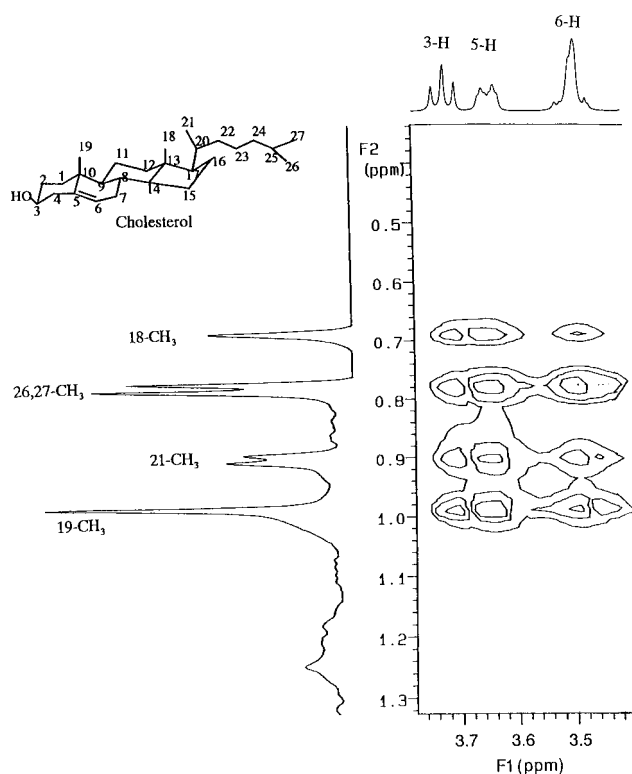 3-H 5-H 6-H
21 22 24 27
19 18 20
11 12 13 17 16 23 25 26
2 1 10 9 8 14 15
HO 3 4 5 6 7
Cholesterol
F2
(ppm)
0.5
0.6
18-CH3 0.7
26,27-CH3 0.8
21-CH3 0.9
19-CH3 1.0
1.1
1.2
1.3
3.7 3.6 3.5
F1(ppm)